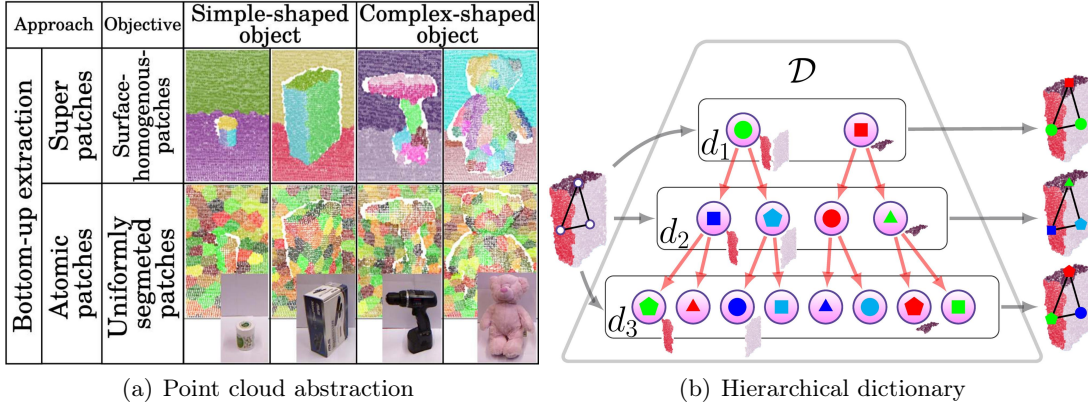 Approach
Objective
Simple-shaped
object
Complex-shaped
object
Bottom-up extraction
Super
patches
Surface-
homogenous-
patches
Atomic
patches
Uniformly
segmeted
patches
(a) Point cloud abstraction
𝒟
d1
d2
d3
(b) Hierarchical dictionary